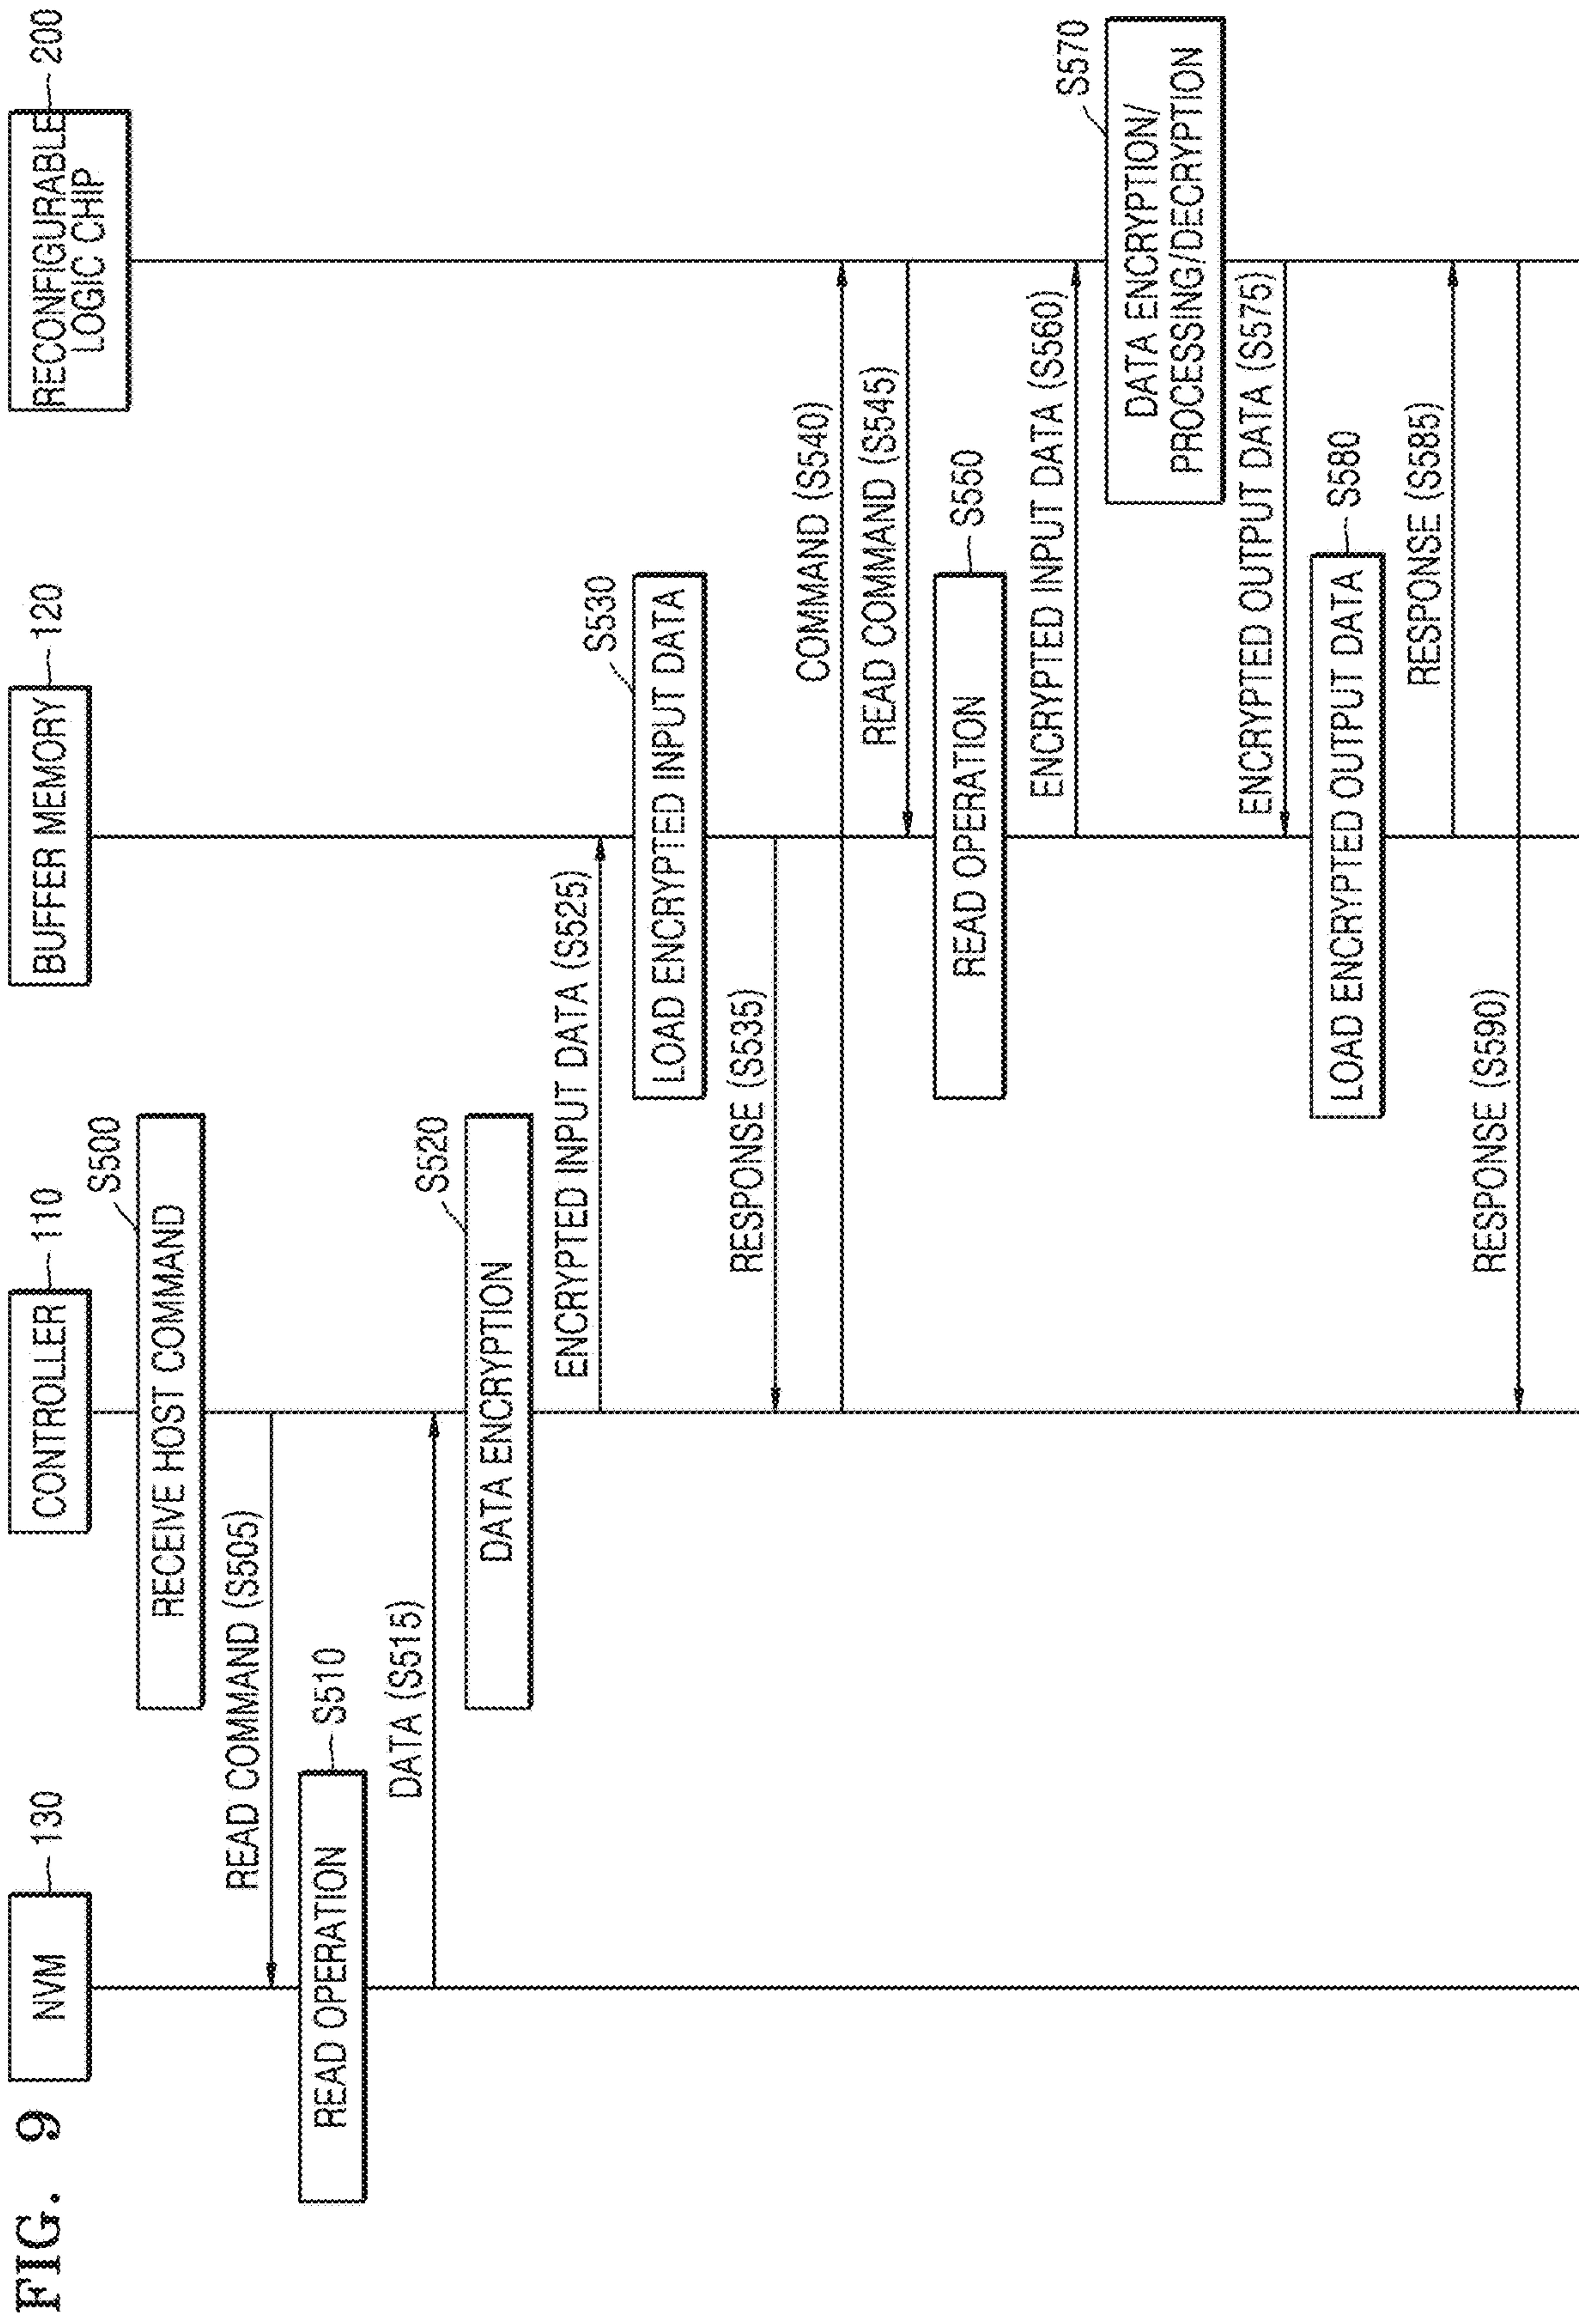 FIG. 9
NVM
130
CONTROLLER
110
BUFFER MEMORY
120
RECONFIGURABLE
LOGIC CHIP
200
RECEIVE HOST COMMAND
S500
READ COMMAND (S505)
READ OPERATION
S510
DATA (S515)
DATA ENCRYPTION
S520
ENCRYPTED INPUT DATA (S525)
LOAD ENCRYPTED INPUT DATA
S530
RESPONSE (S535)
COMMAND (S540)
READ COMMAND (S545)
READ OPERATION
S550
ENCRYPTED INPUT DATA (S560)
DATA ENCRYPTION/
PROCESSING/DECRYPTION
S570
ENCRYPTED OUTPUT DATA (S575)
LOAD ENCRYPTED OUTPUT DATA
S580
RESPONSE (S585)
RESPONSE (S590)